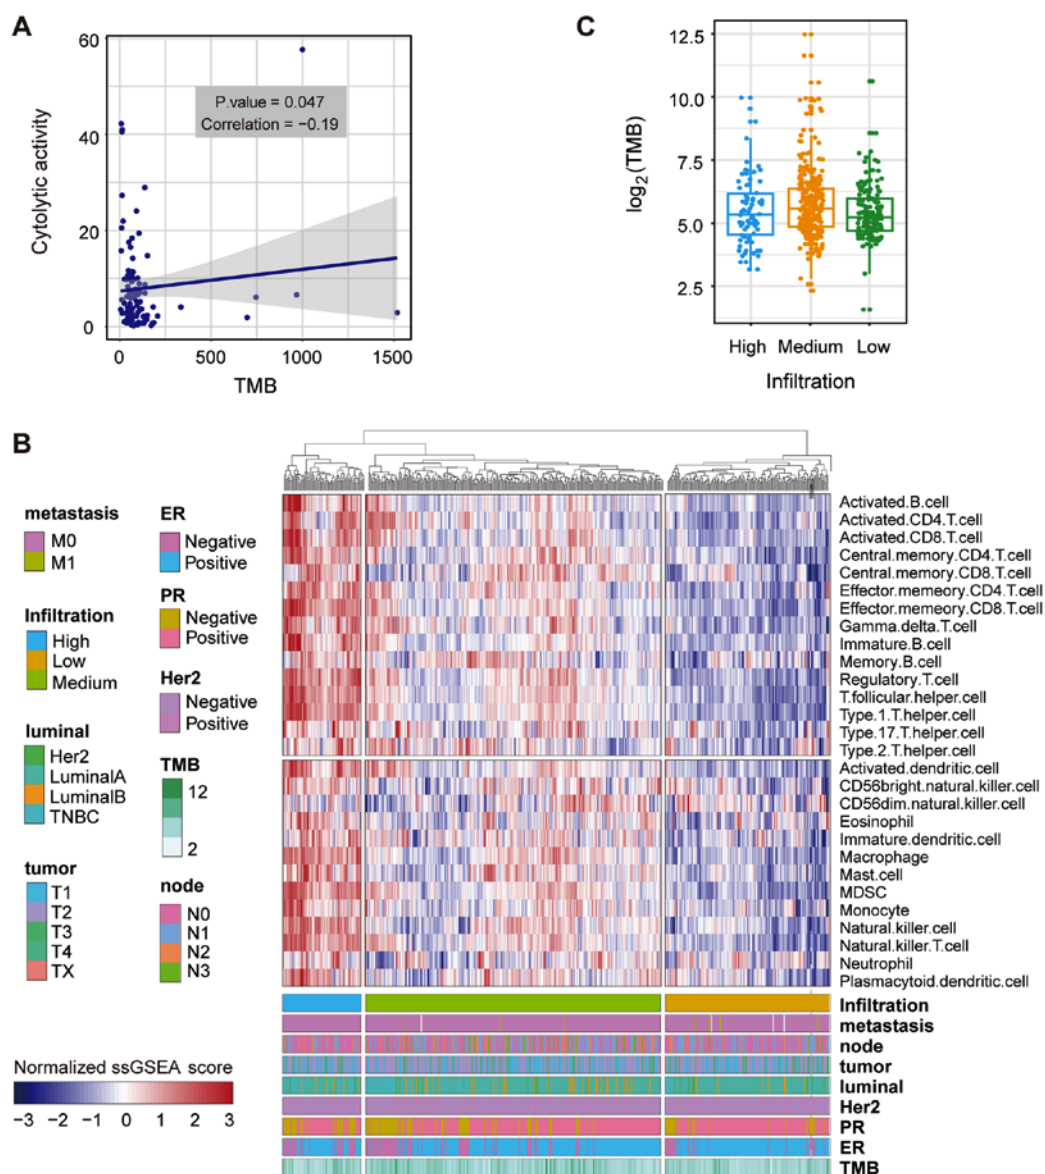 A
60
40
20
0
Cytolytic activity
P.value = 0.047
Correlation = −0.19
0
500
1000
1500
TMB
C
12.5
10.0
7.5
5.0
2.5
log2(TMB)
High
Medium
Low
Infiltration
B
metastasis
M0
M1
Infiltration
High
Low
Medium
luminal
Her2
LuminalA
LuminalB
TNBC
tumor
T1
T2
T3
T4
TX
ER
Negative
Positive
PR
Negative
Positive
Her2
Negative
Positive
TMB
12
2
node
N0
N1
N2
N3
Normalized ssGSEA score
−3 −2 −1 0 1 2 3
Activated.B.cell
Activated.CD4.T.cell
Activated.CD8.T.cell
Central.memory.CD4.T.cell
Central.memory.CD8.T.cell
Effector.memeory.CD4.T.cell
Effector.memeory.CD8.T.cell
Gamma.delta.T.cell
Immature.B.cell
Memory.B.cell
Regulatory.T.cell
T.follicular.helper.cell
Type.1.T.helper.cell
Type.17.T.helper.cell
Type.2.T.helper.cell
Activated.dendritic.cell
CD56bright.natural.killer.cell
CD56dim.natural.killer.cell
Eosinophil
Immature.dendritic.cell
Macrophage
Mast.cell
MDSC
Monocyte
Natural.killer.cell
Natural.killer.T.cell
Neutrophil
Plasmacytoid.dendritic.cell
Infiltration
metastasis
node
tumor
luminal
Her2
PR
ER
TMB